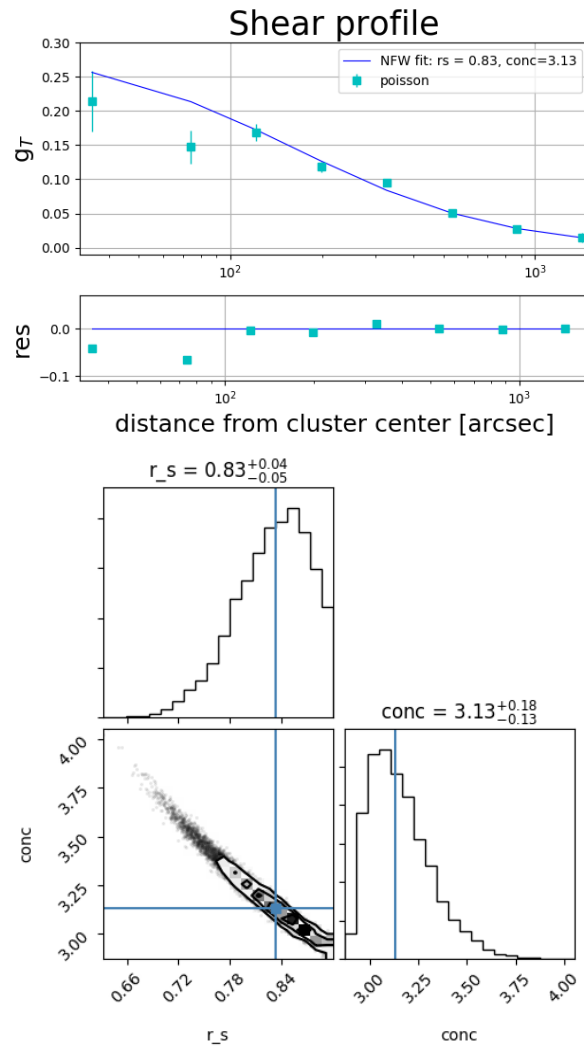 Shear profile
NFW fit: rs = 0.83, conc=3.13
poisson
g_T
0.30
0.25
0.20
0.15
0.10
0.05
0.00
10^2
10^3
res
0.0
−0.1
10^2
10^3
distance from cluster center [arcsec]
r_s = 0.83^{+0.04}_{−0.05}
conc = 3.13^{+0.18}_{−0.13}
conc
4.00
3.75
3.50
3.25
3.00
0.66
0.72
0.78
0.84
r_s
3.00
3.25
3.50
3.75
4.00
conc